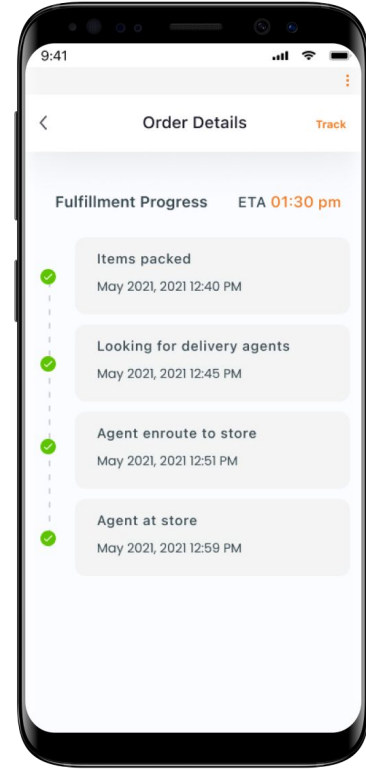 9:41
Order Details Track
Fulfillment Progress ETA 01:30 pm
Items packed
May 2021, 2021 12:40 PM
Looking for delivery agents
May 2021, 2021 12:45 PM
Agent enroute to store
May 2021, 2021 12:51 PM
Agent at store
May 2021, 2021 12:59 PM